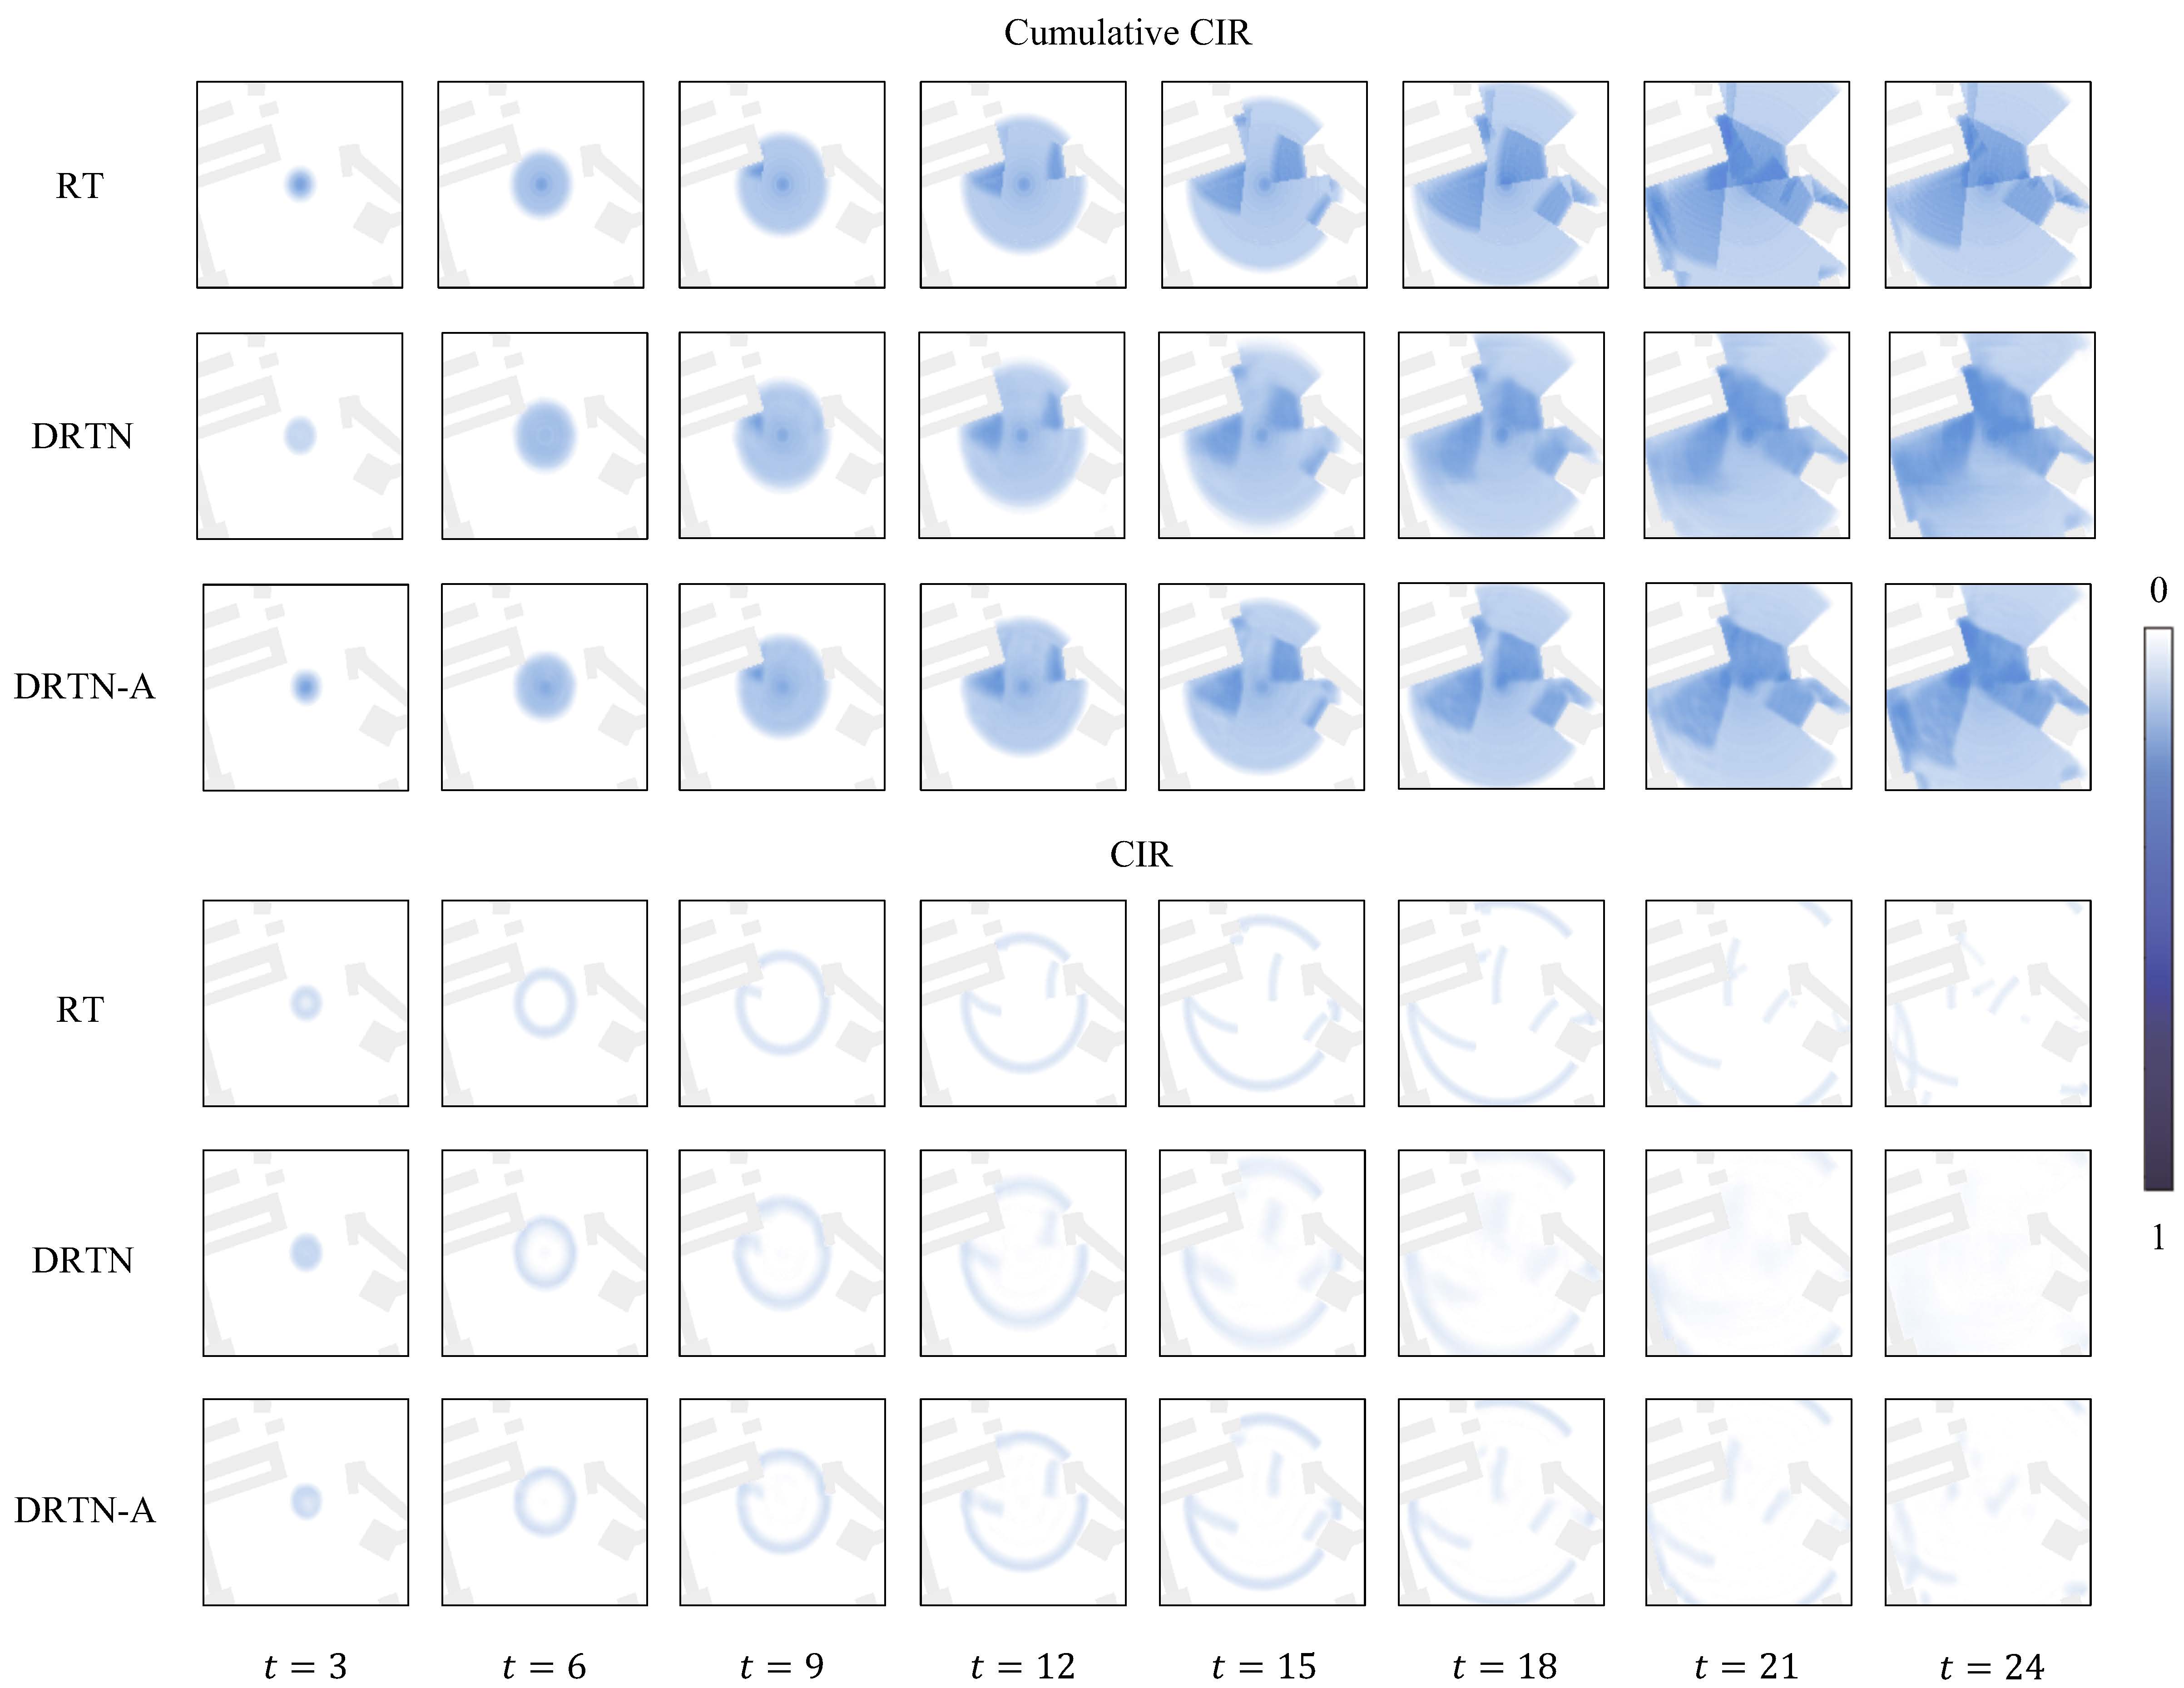 Cumulative CIR
RT
DRTN
DRTN-A
0
CIR
RT
DRTN
1
DRTN-A
t = 3 t = 6 t = 9 t = 12 t = 15 t = 18 t = 21 t = 24